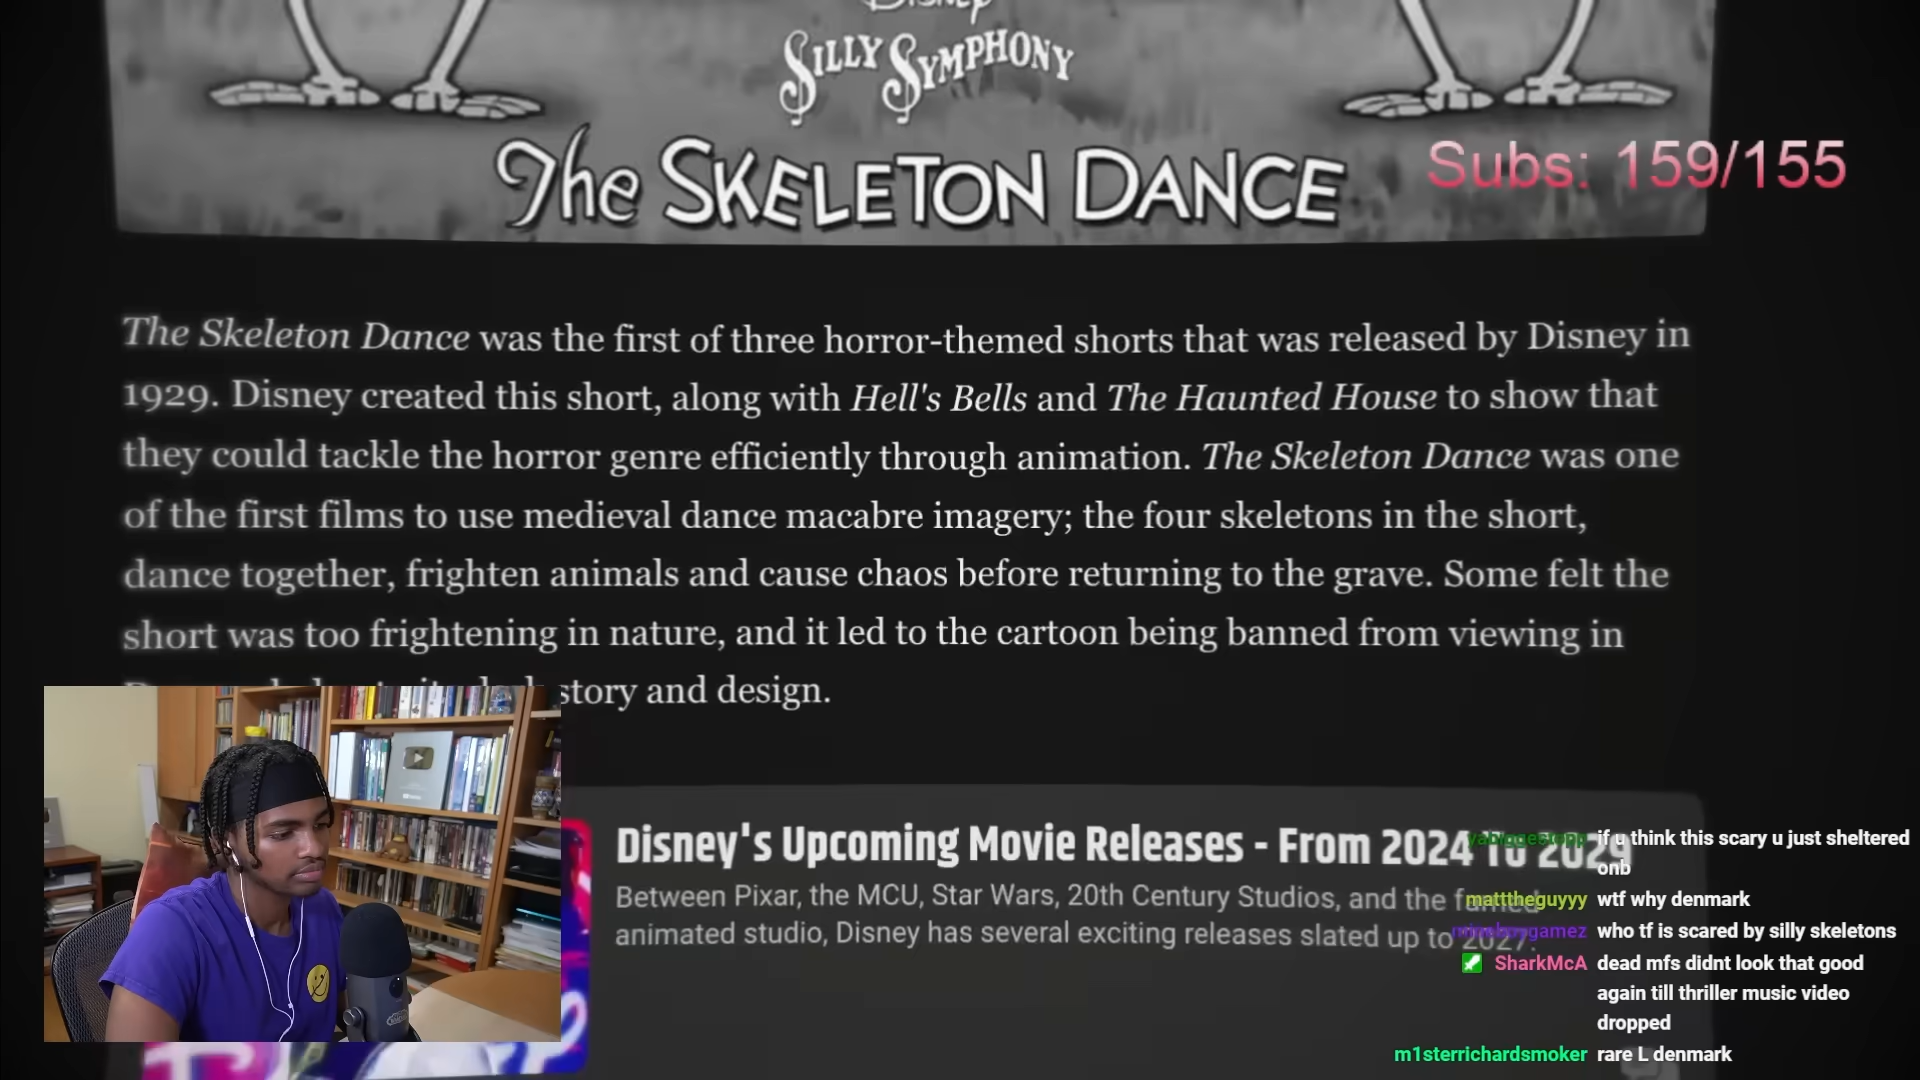 Disney
SILLY SYMPHONY
The SKELETON DANCE
Subs: 159/155
The Skeleton Dance was the first of three horror-themed shorts that was released by Disney in
1929. Disney created this short, along with Hell's Bells and The Haunted House to show that
they could tackle the horror genre efficiently through animation. The Skeleton Dance was one
of the first films to use medieval dance macabre imagery; the four skeletons in the short,
dance together, frighten animals and cause chaos before returning to the grave. Some felt the
short was too frightening in nature, and it led to the cartoon being banned from viewing in
story and design.
Disney's Upcoming Movie Releases - From 2024 To 2029
Between Pixar, the MCU, Star Wars, 20th Century Studios, and the famed
animated studio, Disney has several exciting releases slated up to 2027.
if u think this scary u just sheltered
onb
matttheguyyy wtf why denmark
who tf is scared by silly skeletons
SharkMcA dead mfs didnt look that good
again till thriller music video
dropped
m1sterrichardsmoker rare L denmark